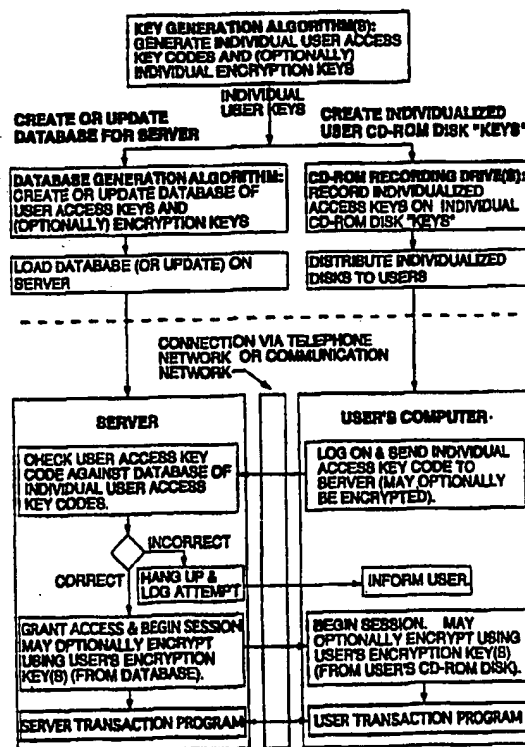 KEY GENERATION ALGORITHM(S):
GENERATE INDIVIDUAL USER ACCESS
KEY CODES AND (OPTIONALLY)
INDIVIDUAL ENCRYPTION KEYS
INDIVIDUAL
USER KEYS
CREATE OR UPDATE
DATABASE FOR SERVER
CREATE INDIVIDUALIZED
USER CD-ROM DISK "KEYS"
DATABASE GENERATION ALGORITHM:
CREATE OR UPDATE DATABASE OF
USER ACCESS KEYS AND
(OPTIONALLY) ENCRYPTION KEYS
CD-ROM RECORDING DRIVE(S):
RECORD INDIVIDUALIZED
ACCESS KEYS ON INDIVIDUAL
CD-ROM DISK "KEYS"
LOAD DATABASE (OR UPDATE) ON
SERVER
DISTRIBUTE INDIVIDUALIZED
DISKS TO USERS
CONNECTION VIA TELEPHONE
NETWORK OR COMMUNICATION
NETWORK
SERVER
USER'S COMPUTER
CHECK USER ACCESS KEY
CODE AGAINST DATABASE OF
INDIVIDUAL USER ACCESS
KEY CODES.
LOG ON & SEND INDIVIDUAL
ACCESS KEY CODE TO
SERVER (MAY OPTIONALLY
BE ENCRYPTED).
INCORRECT
CORRECT
HANG UP &
LOG ATTEMPT
INFORM USER.
GRANT ACCESS & BEGIN SESSION
MAY OPTIONALLY ENCRYPT
USING USER'S ENCRYPTION
KEY(S) (FROM DATABASE).
BEGIN SESSION. MAY
OPTIONALLY ENCRYPT USING
USER'S ENCRYPTION KEY(S)
(FROM USER'S CD-ROM DISK).
SERVER TRANSACTION PROGRAM
USER TRANSACTION PROGRAM